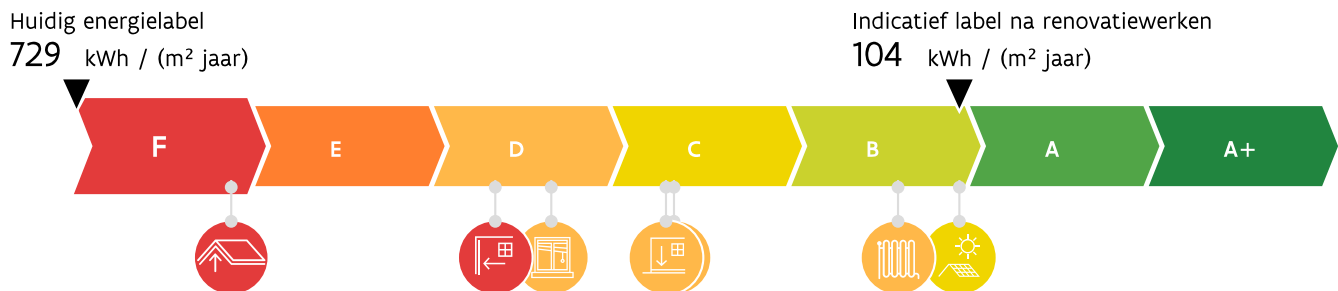 Huidig energielabel
729 kWh / (m² jaar)
Indicatief label na renovatiewerken
104 kWh / (m² jaar)
F E D C B A A+